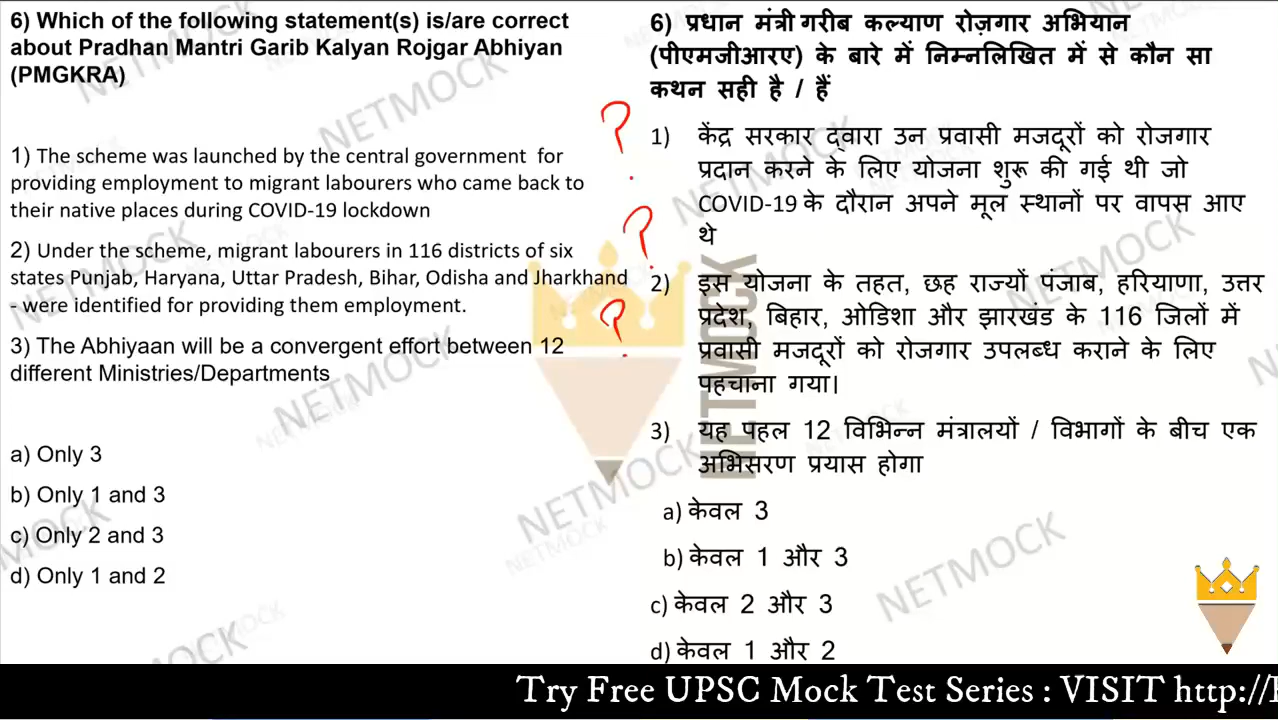 6) Which of the following statement(s) is/are correct
about Pradhan Mantri Garib Kalyan Rojgar Abhiyan
(PMGKRA)
1) The scheme was launched by the central government for
providing employment to migrant labourers who came back to
their native places during COVID-19 lockdown
2) Under the scheme, migrant labourers in 116 districts of six
states Punjab, Haryana, Uttar Pradesh, Bihar, Odisha and Jharkhand
- were identified for providing them employment.
3) The Abhiyaan will be a convergent effort between 12
different Ministries/Departments
a) Only 3
b) Only 1 and 3
c) Only 2 and 3
d) Only 1 and 2
6) प्रधान मंत्री गरीब कल्याण रोज़गार अभियान
(पीएमजीआरए) के बारे में निम्नलिखित में से कौन सा
कथन सही है / हैं
1) केंद्र सरकार द्वारा उन प्रवासी मजदूरों को रोजगार
प्रदान करने के लिए योजना शुरू की गई थी जो
COVID-19 के दौरान अपने मूल स्थानों पर वापस आए
थे
2) इस योजना के तहत, छह राज्यों पंजाब, हरियाणा, उत्तर
प्रदेश, बिहार, ओडिशा और झारखंड के 116 जिलों में
प्रवासी मजदूरों को रोजगार उपलब्ध कराने के लिए
पहचाना गया।
3) यह पहल 12 विभिन्न मंत्रालयों / विभागों के बीच एक
अभिसरण प्रयास होगा
a) केवल 3
b) केवल 1 और 3
c) केवल 2 और 3
d) केवल 1 और 2
?
?
?
NETMOCK
Try Free UPSC Mock Test Series : VISIT http://